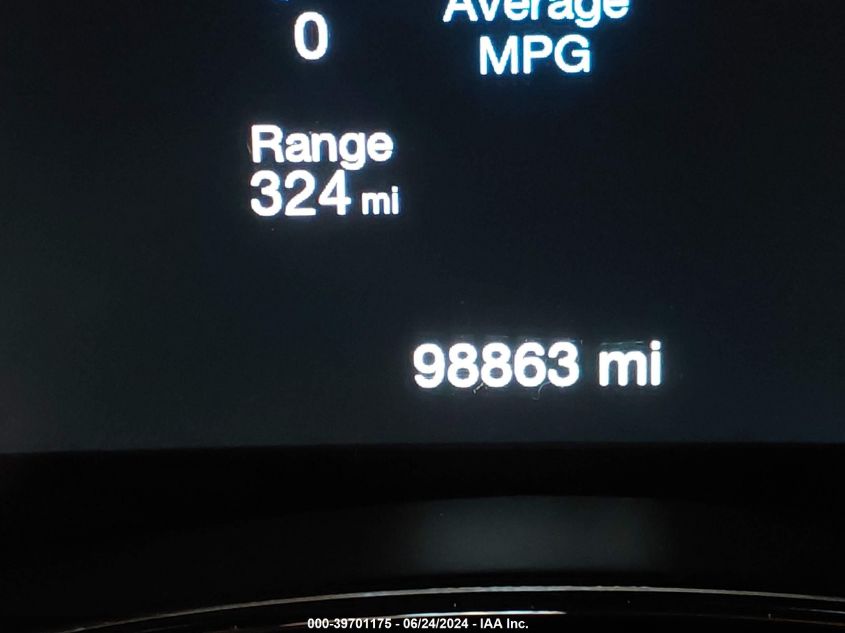 Average
0
MPG
Range
324 mi
98863 mi
000-39701175 - 06/24/2024 - IAA Inc.